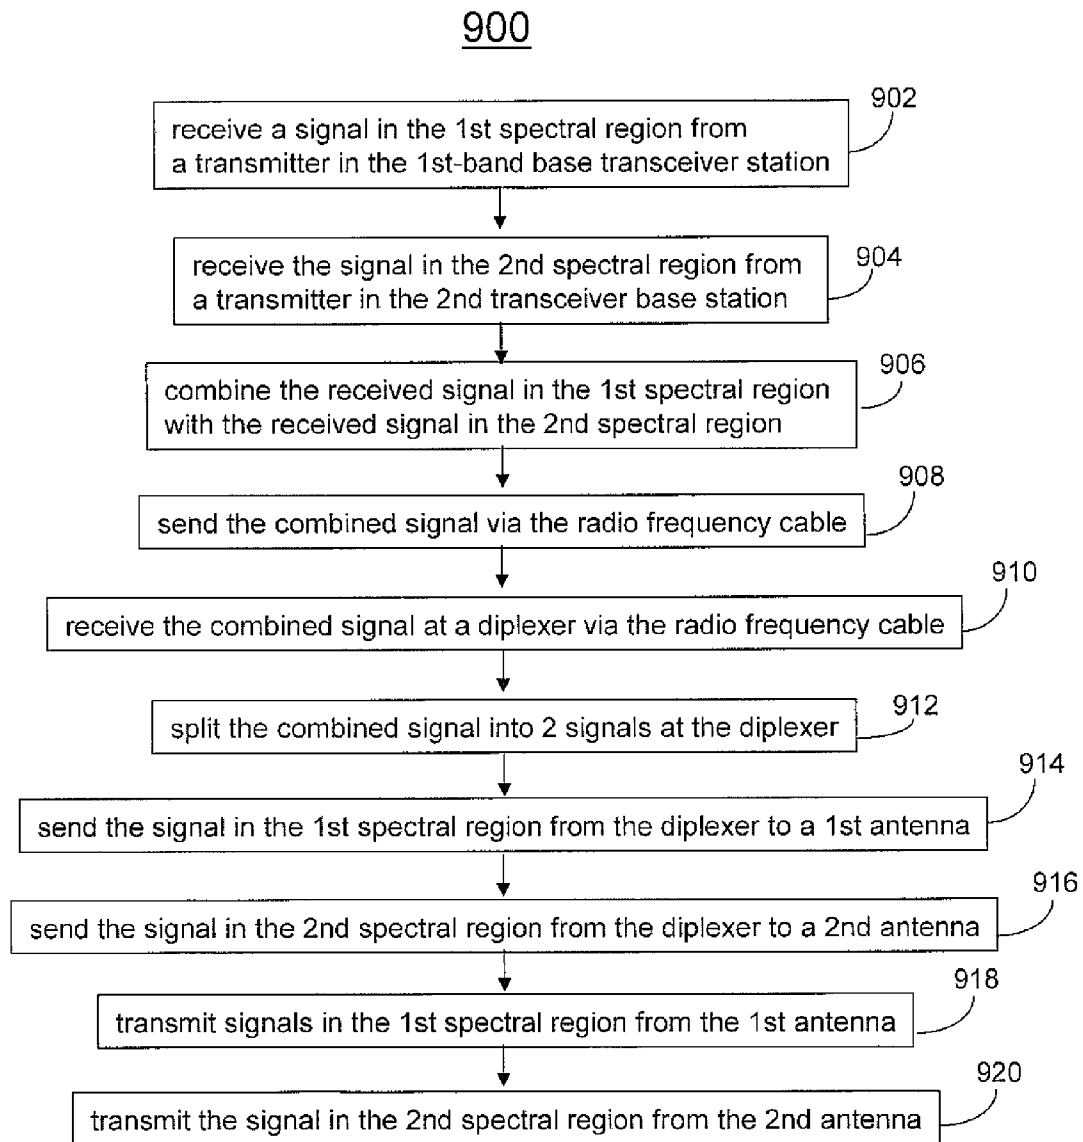 900
902
receive a signal in the 1st spectral region from
a transmitter in the 1st-band base transceiver station
904
receive the signal in the 2nd spectral region from
a transmitter in the 2nd transceiver base station
906
combine the received signal in the 1st spectral region
with the received signal in the 2nd spectral region
908
send the combined signal via the radio frequency cable
910
receive the combined signal at a diplexer via the radio frequency cable
912
split the combined signal into 2 signals at the diplexer
914
send the signal in the 1st spectral region from the diplexer to a 1st antenna
916
send the signal in the 2nd spectral region from the diplexer to a 2nd antenna
918
transmit signals in the 1st spectral region from the 1st antenna
920
transmit the signal in the 2nd spectral region from the 2nd antenna